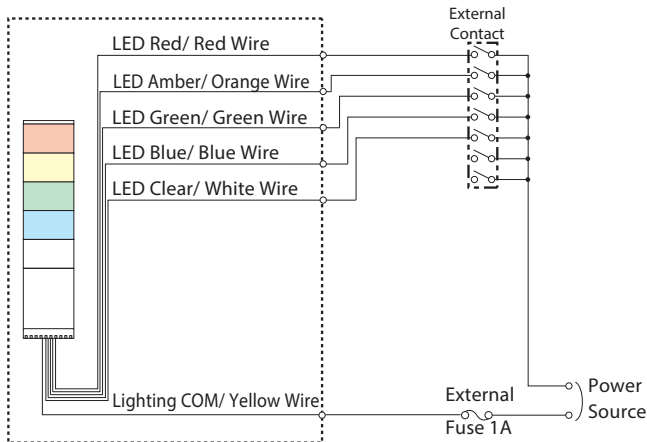 External
Contact
LED Red/ Red Wire
LED Amber/ Orange Wire
LED Green/ Green Wire
LED Blue/ Blue Wire
LED Clear/ White Wire
Lighting COM/ Yellow Wire
External
Fuse 1A
Power
Source